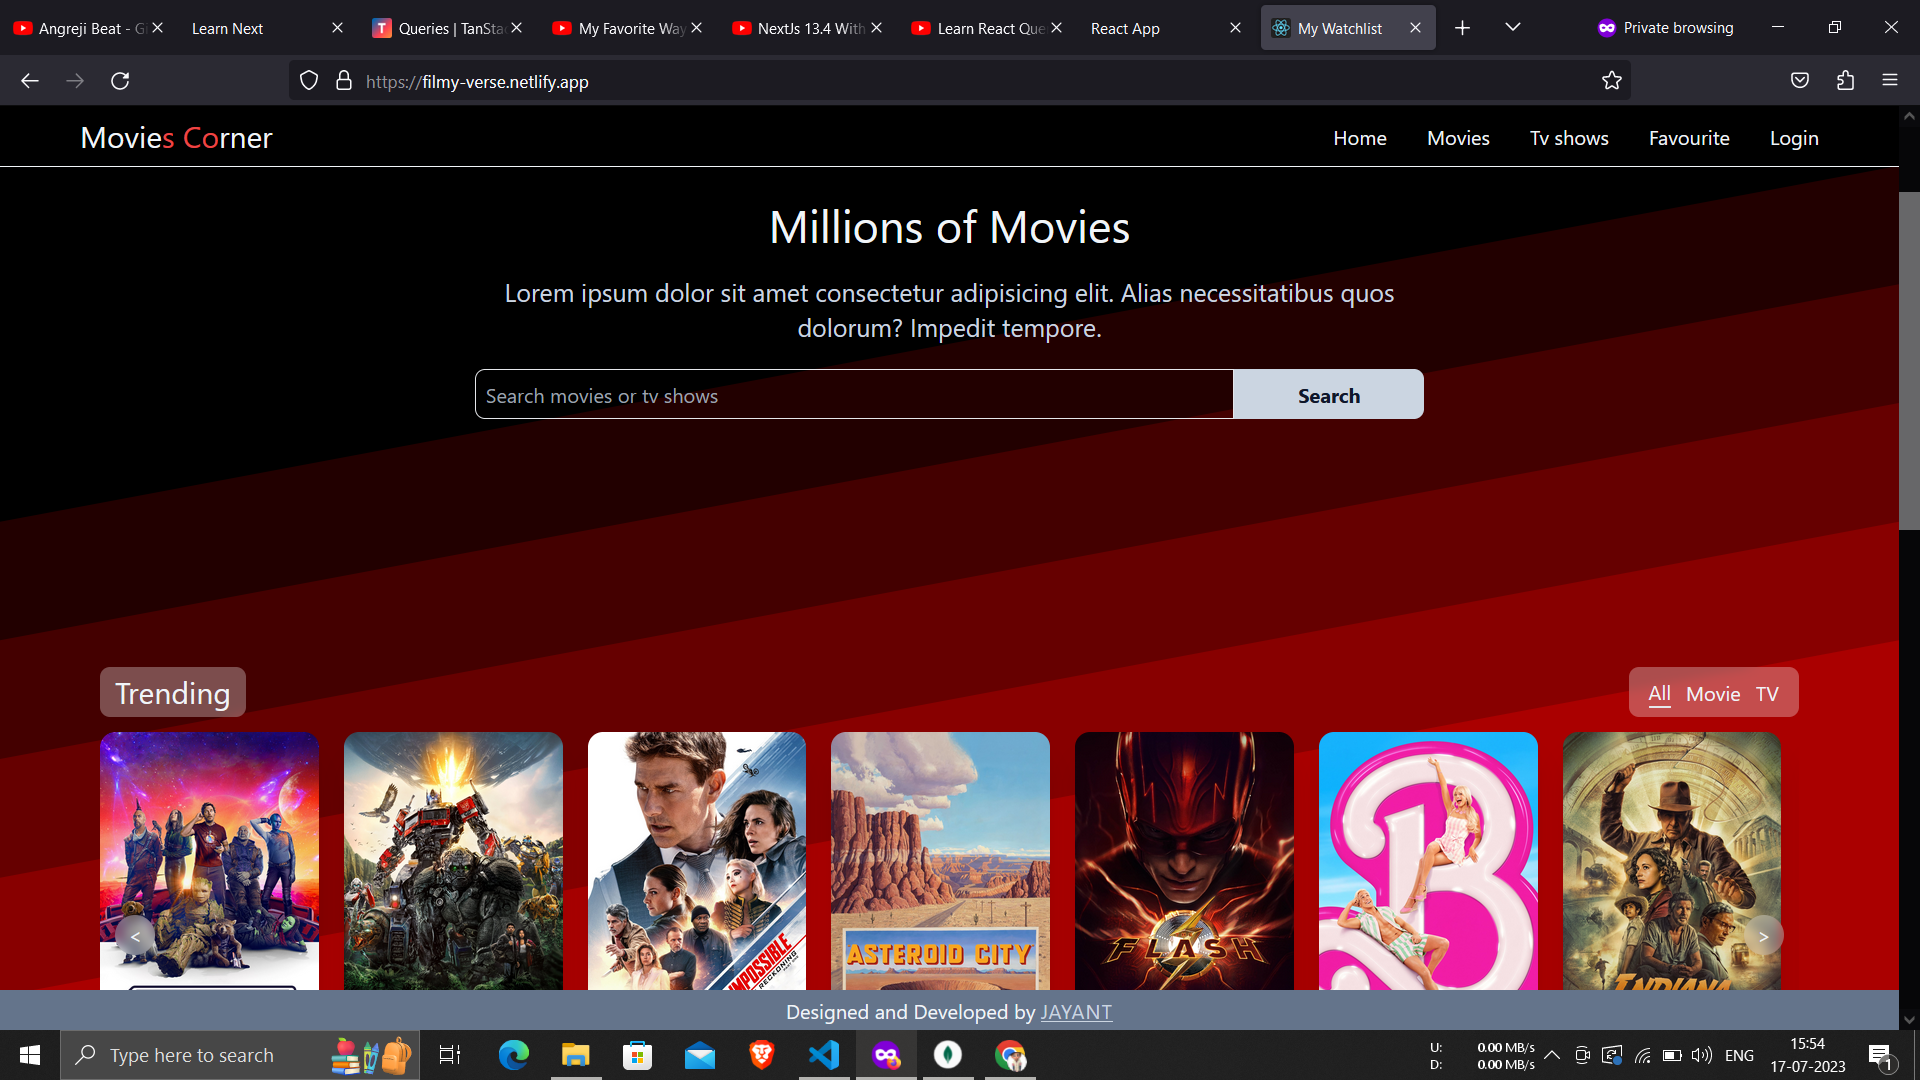 Angreji Beat - G
Learn Next
Queries | TanSta
My Favorite Way
NextJs 13.4 With
Learn React Que
React App
My Watchlist
Private browsing
https://filmy-verse.netlify.app
Movies Corner
Home
Movies
Tv shows
Favourite
Login
Millions of Movies
Lorem ipsum dolor sit amet consectetur adipisicing elit. Alias necessitatibus quos
dolorum? Impedit tempore.
Search movies or tv shows
Search
Trending
All
Movie
TV
<
IMPOSSIBLE
RECKONING
ASTEROID CITY
FLASH
B
INDIANA
>
Designed and Developed by JAYANT
Type here to search
U: 0.00 MB/s
D: 0.00 MB/s
ENG
15:54
17-07-2023
1